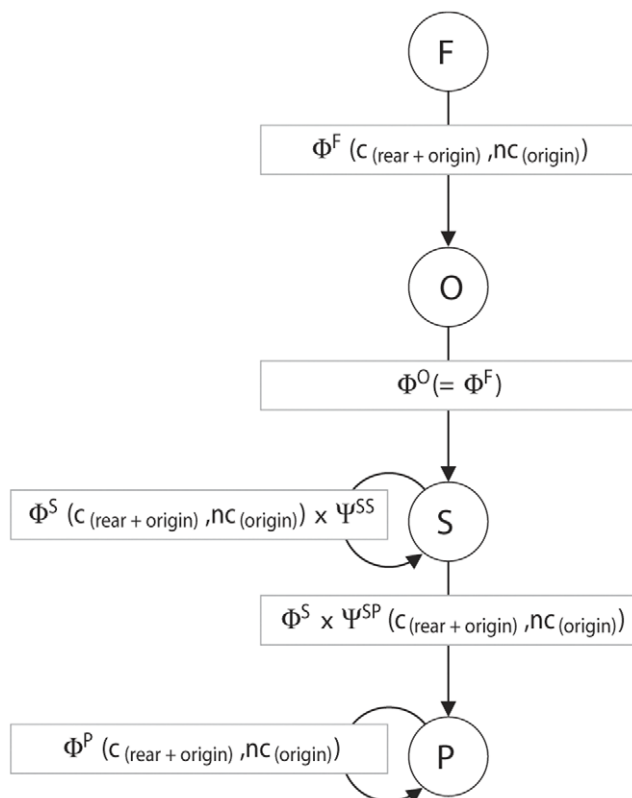 F
Φ^F (c (rear + origin) ,nc (origin))
O
Φ^O (= Φ^F)
Φ^S (c (rear + origin) ,nc (origin)) x Ψ^SS
S
Φ^S x Ψ^SP (c (rear + origin) ,nc (origin))
Φ^P (c (rear + origin) ,nc (origin))
P